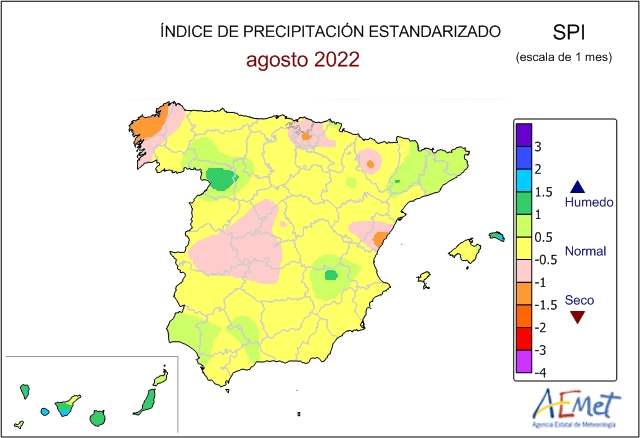 ÍNDICE DE PRECIPITACIÓN ESTANDARIZADO
agosto 2022
SPI
(escala de 1 mes)
3
2
1.5
1
0.5
-0.5
-1
-1.5
-2
-3
-4
Humedo
Normal
Seco
AEMet
Agencia Estatal de Meteorología